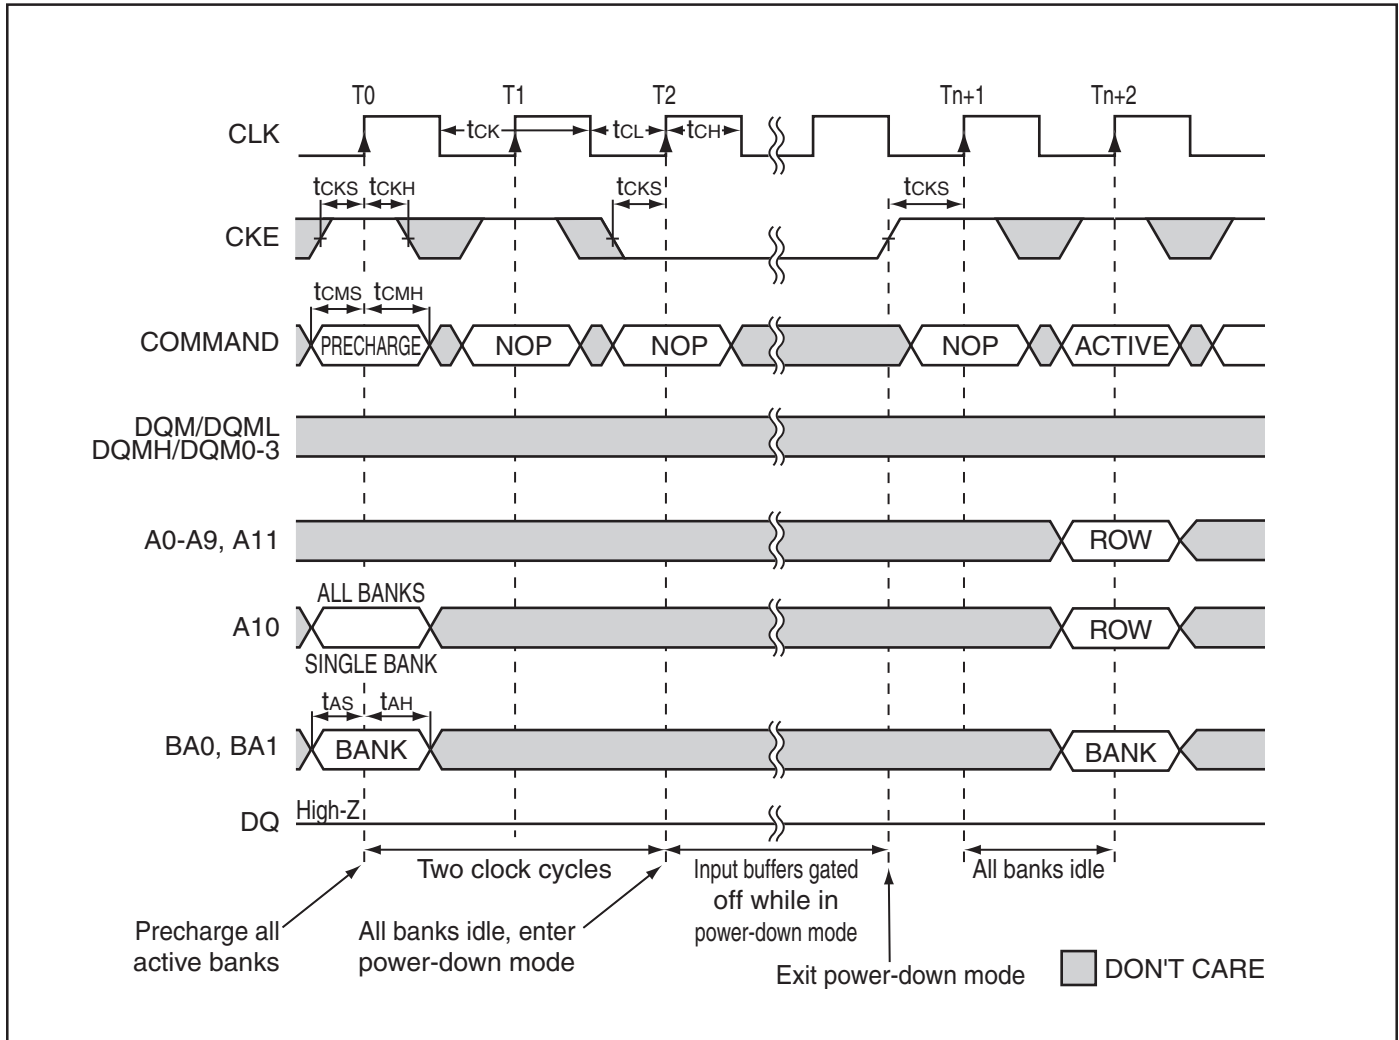 T0 T1 T2 Tn+1 Tn+2
CLK tCK tCL tCH
tCKS tCKH tCKS tCKS
CKE
tCMS tCMH
COMMAND PRECHARGE NOP NOP NOP ACTIVE
DQM/DQML
DQMH/DQM0-3
A0-A9, A11 ROW
ALL BANKS
A10 ROW
SINGLE BANK
tAS tAH
BA0, BA1 BANK BANK
High-Z
DQ
Two clock cycles
Input buffers gated
off while in
power-down mode
All banks idle
Precharge all
active banks
All banks idle, enter
power-down mode
Exit power-down mode
DON'T CARE